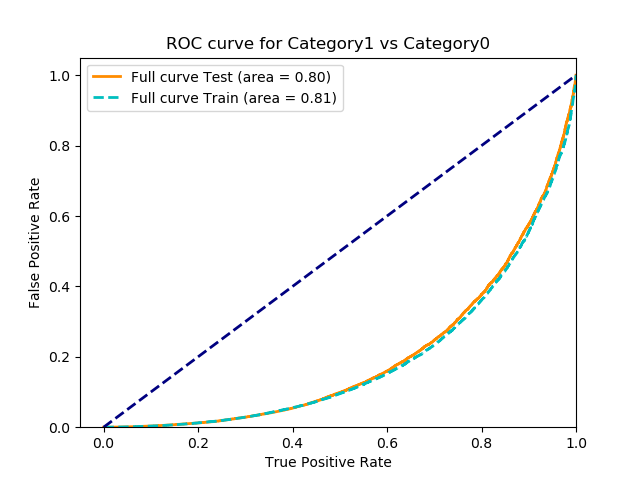 ROC curve for Category1 vs Category0
Full curve Test (area = 0.80)
Full curve Train (area = 0.81)
False Positive Rate
1.0
0.8
0.6
0.4
0.2
0.0
0.0 0.2 0.4 0.6 0.8 1.0
True Positive Rate